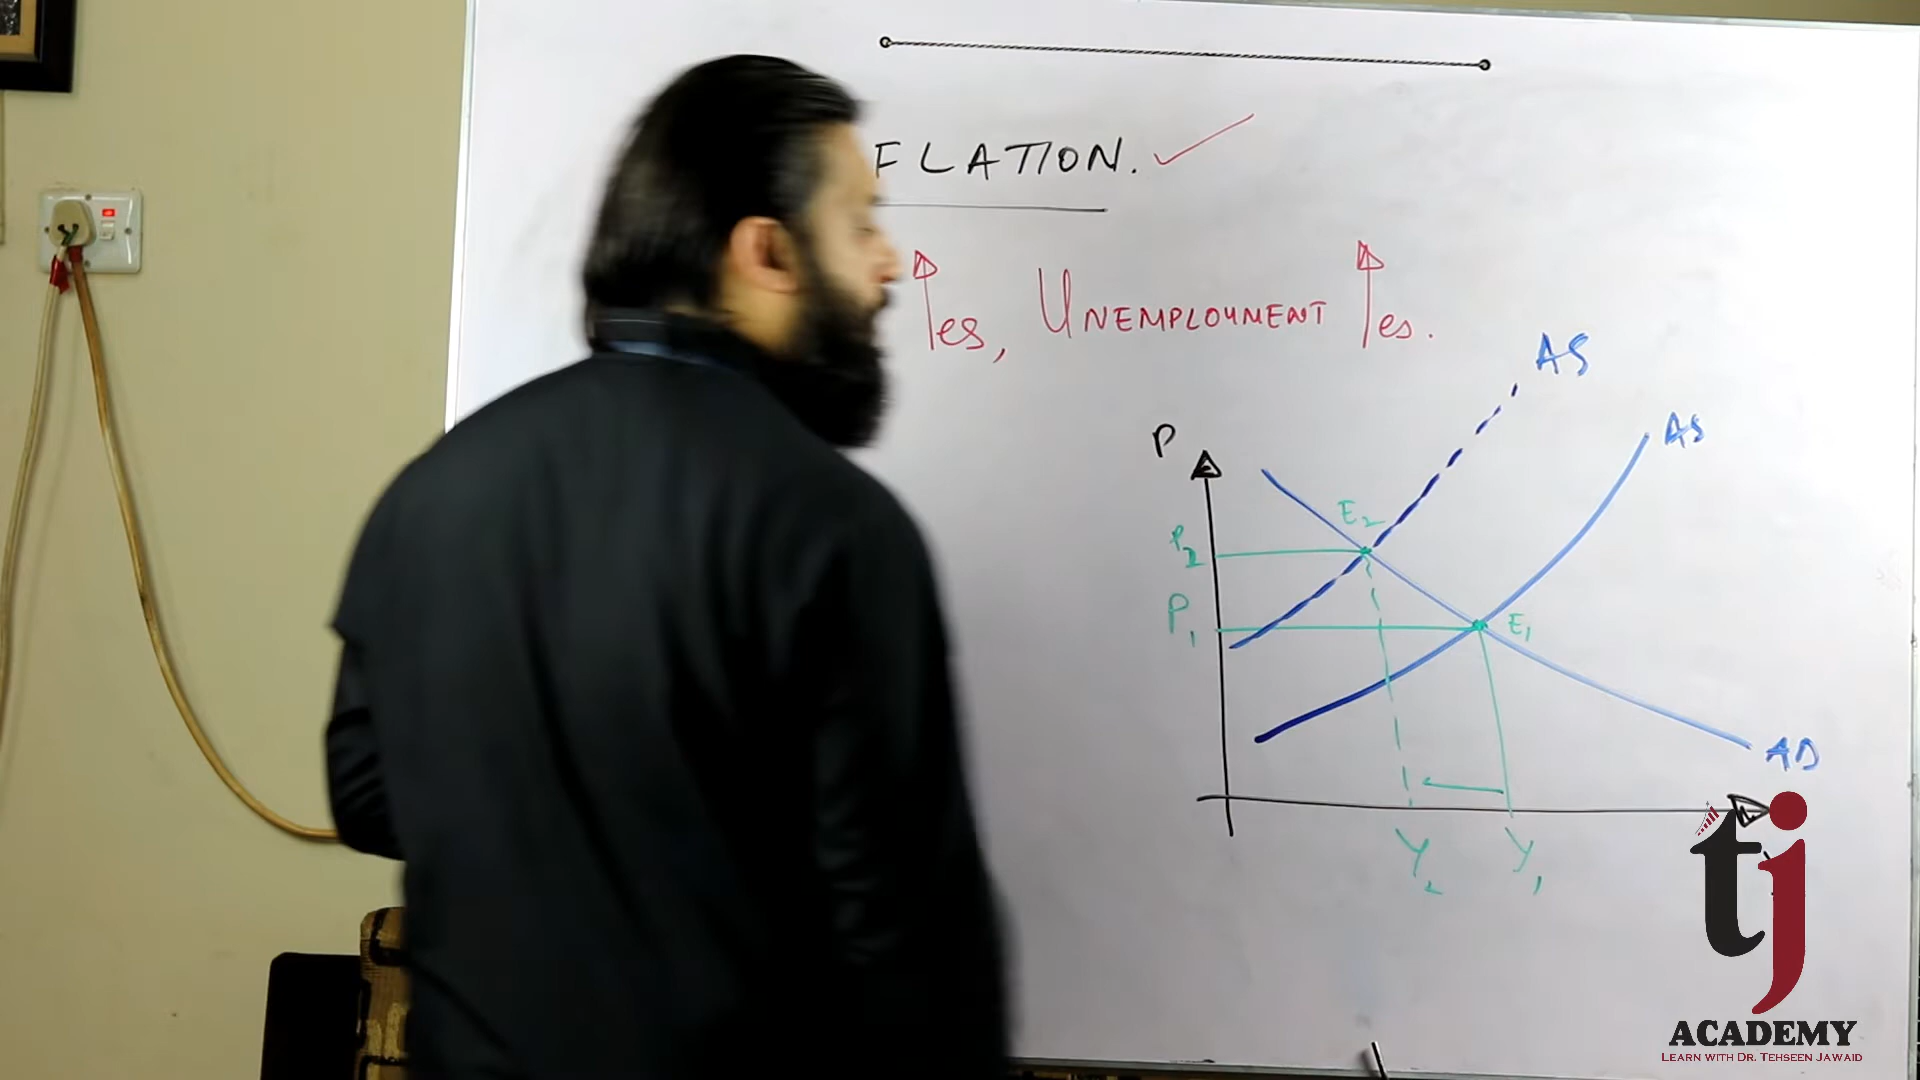 FLATION.
↑es, UNEMPLOYMENT ↑es.
AS
AS
P
E2
P2
P1
E1
AD
Y2
Y1
tj
ACADEMY
LEARN WITH DR. TEHSEEN JAWAID